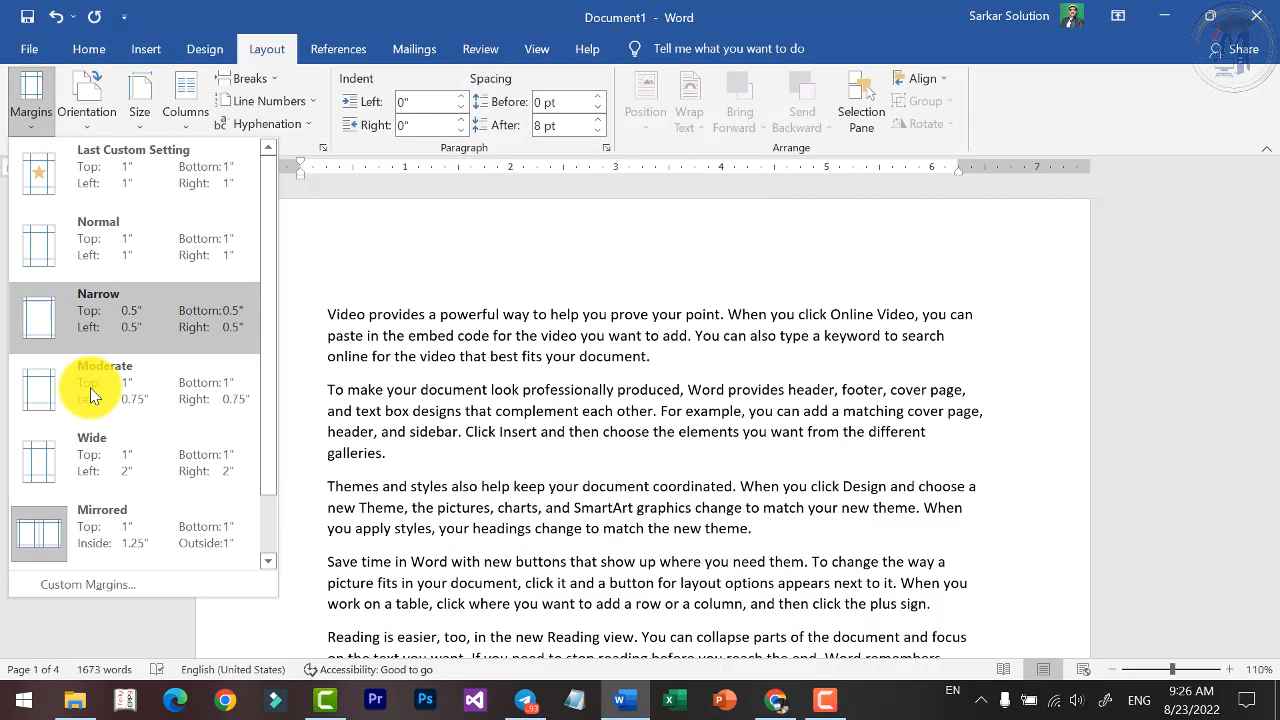 Document1 - Word
Sarkar Solution
File Home Insert Design Layout References Mailings Review View Help Tell me what you want to do Share
Margins
Orientation
Size
Columns
Breaks
Line Numbers
Hyphenation
Indent
Left: 0"
Right: 0"
Spacing
Before: 0 pt
After: 8 pt
Paragraph
Position
Wrap
Text
Bring
Forward
Send
Backward
Selection
Pane
Align
Group
Rotate
Arrange
Last Custom Setting
Top: 1" Bottom: 1"
Left: 1" Right: 1"
Normal
Top: 1" Bottom: 1"
Left: 1" Right: 1"
Narrow
Top: 0.5" Bottom: 0.5"
Left: 0.5" Right: 0.5"
Moderate
Top: 1" Bottom: 1"
Left: 0.75" Right: 0.75"
Wide
Top: 1" Bottom: 1"
Left: 2" Right: 2"
Mirrored
Top: 1" Bottom: 1"
Inside: 1.25" Outside: 1"
Custom Margins...
1 2 3 4 5 6 7
Video provides a powerful way to help you prove your point. When you click Online Video, you can
paste in the embed code for the video you want to add. You can also type a keyword to search
online for the video that best fits your document.
To make your document look professionally produced, Word provides header, footer, cover page,
and text box designs that complement each other. For example, you can add a matching cover page,
header, and sidebar. Click Insert and then choose the elements you want from the different
galleries.
Themes and styles also help keep your document coordinated. When you click Design and choose a
new Theme, the pictures, charts, and SmartArt graphics change to match your new theme. When
you apply styles, your headings change to match the new theme.
Save time in Word with new buttons that show up where you need them. To change the way a
picture fits in your document, click it and a button for layout options appears next to it. When you
work on a table, click where you want to add a row or a column, and then click the plus sign.
Reading is easier, too, in the new Reading view. You can collapse parts of the document and focus
on the text you want. If you need to stop reading before you reach the end, Word remembers
Page 1 of 4 1673 words English (United States) Accessibility: Good to go 110%
93
EN
ENG
9:26 AM
8/23/2022